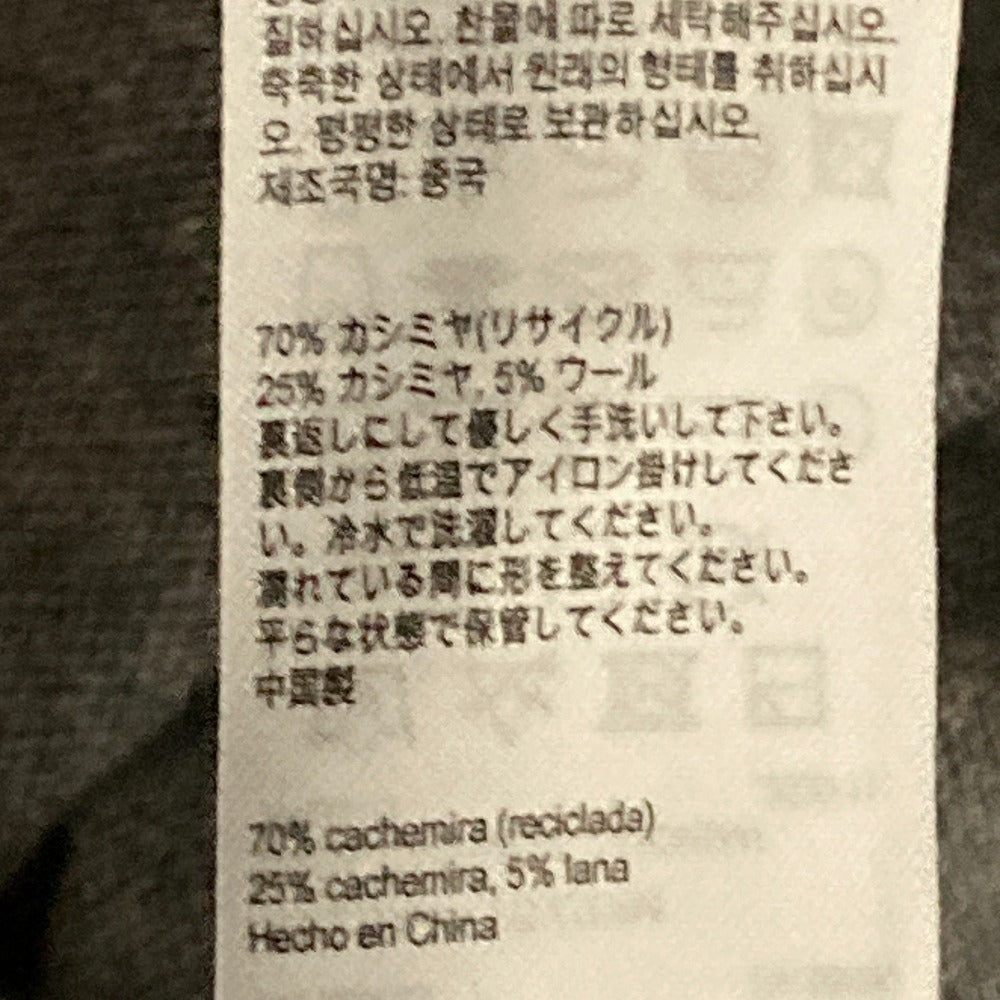 질하십시오. 찬물에 따로 세탁해주십시오.
축축한 상태에서 원래의 형태를 취하십시
오. 평평한 상태로 보관하십시오.
제조국명: 중국
70% カシミヤ(リサイクル)
25% カシミヤ, 5% ウール
裏返しにして優しく手洗いして下さい。
裏側から低温でアイロン掛けしてくださ
い。冷水で洗濯してください。
濡れている間に形を整えてください。
平らな状態で保管してください。
中国製
70% cachemira (reciclada)
25% cachemira, 5% lana
Hecho en China